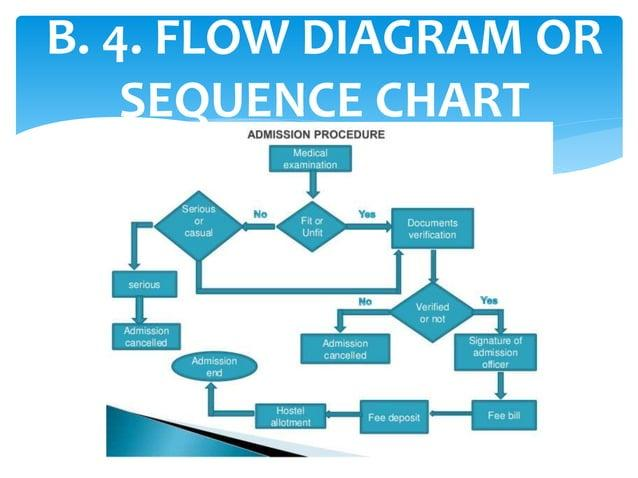 B. 4. FLOW DIAGRAM OR
SEQUENCE CHART
ADMISSION PROCEDURE
Medical
examination
Serious
or
casual
No
Fit or
Unfit
Yes
Documents
verification
serious
No
Verified
or not
Yes
Admission
cancelled
Admission
cancelled
Signature of
admission
officer
Admission
end
Hostel
allotment
Fee deposit
Fee bill